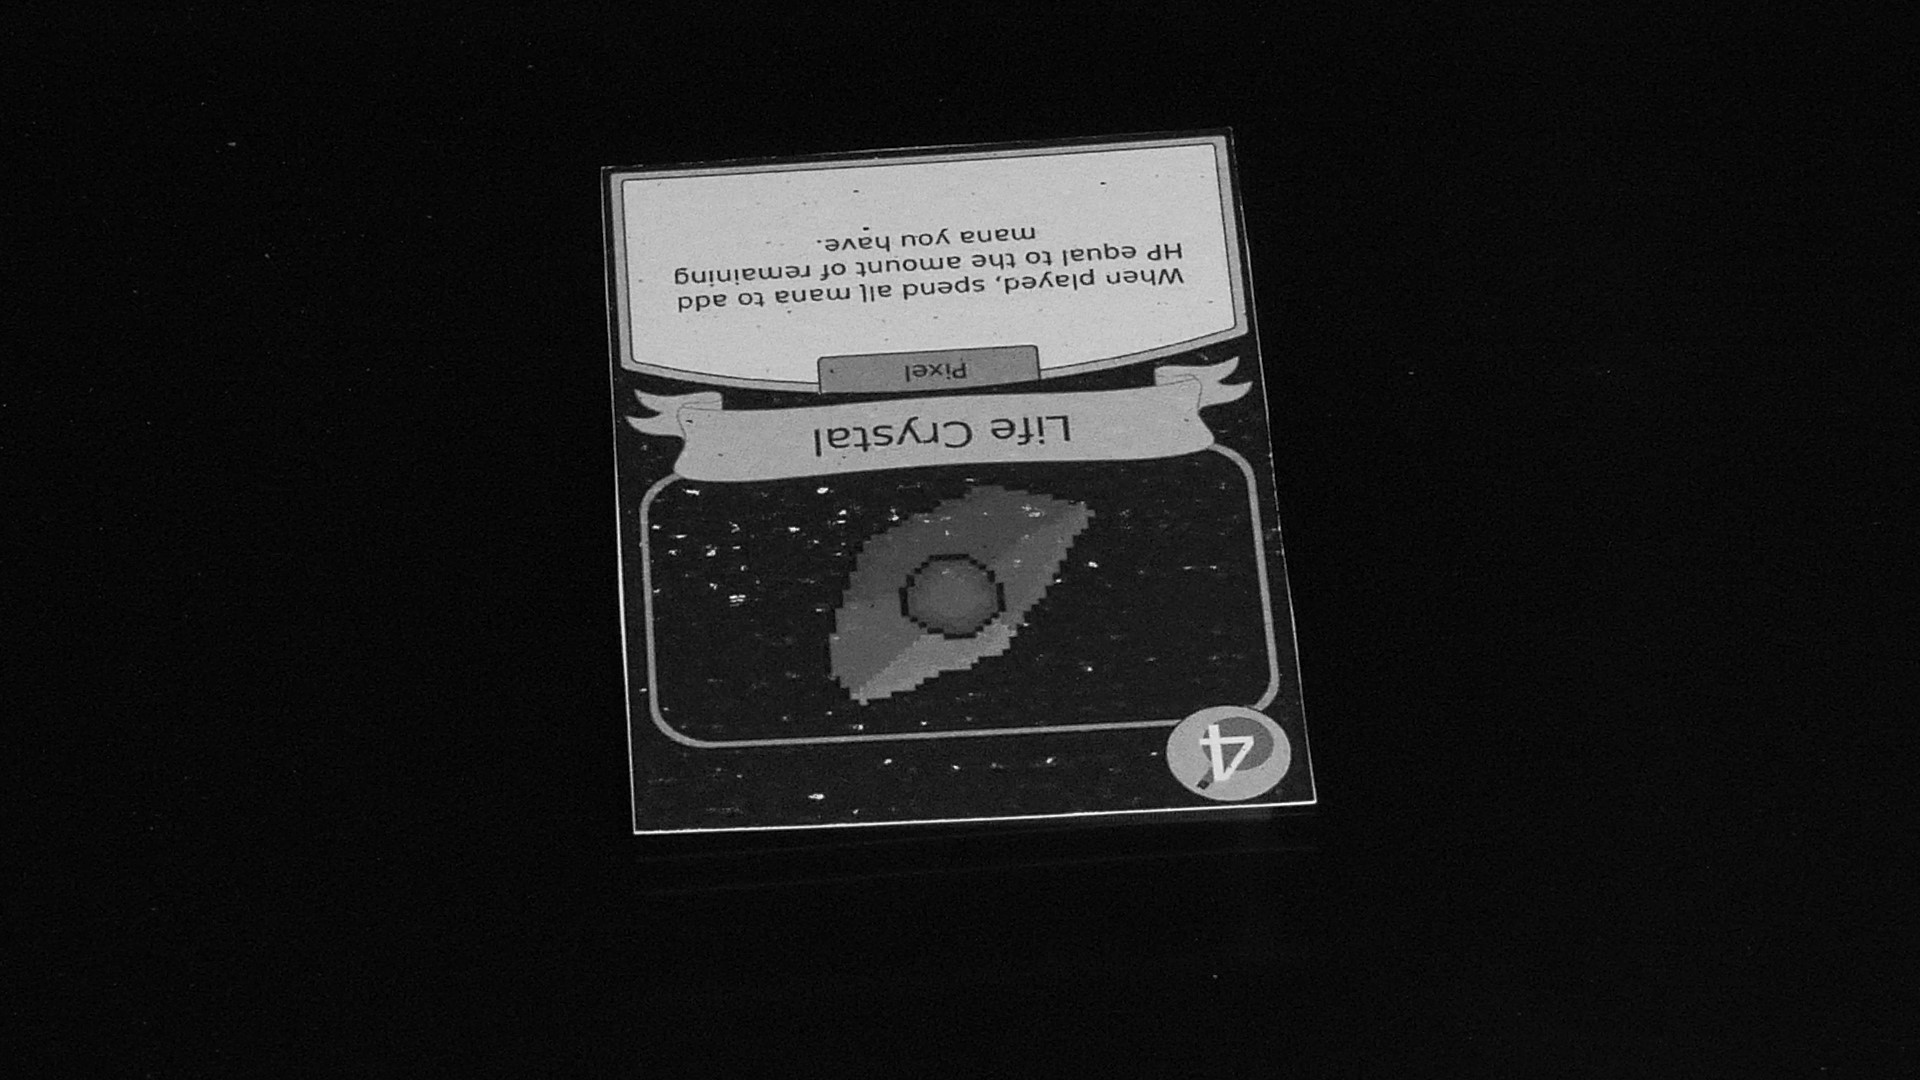 4
Life Crystal
Pixel
When played, spend all mana to add
HP equal to the amount of remaining
mana you have.